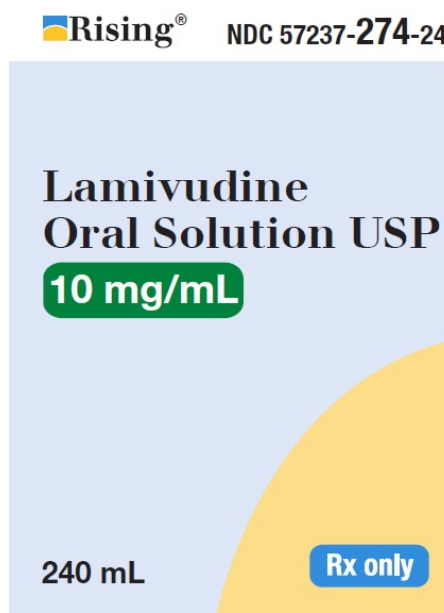 Rising® NDC 57237-274-24
Lamivudine
Oral Solution USP
10 mg/mL
240 mL Rx only